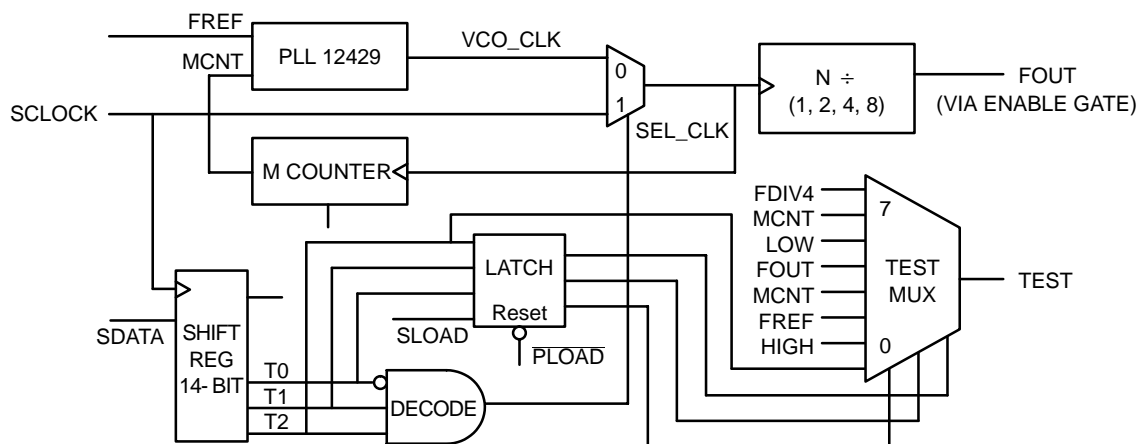 FREF
MCNT
PLL 12429
VCO_CLK
0
1
SCLOCK
SEL_CLK
N ÷
(1, 2, 4, 8)
FOUT
(VIA ENABLE GATE)
M COUNTER
FDIV4
MCNT
LOW
FOUT
MCNT
FREF
HIGH
7
TEST
MUX
0
TEST
LATCH
Reset
SLOAD
PLOAD
SDATA
SHIFT
REG
14- BIT
T0
T1
T2
DECODE